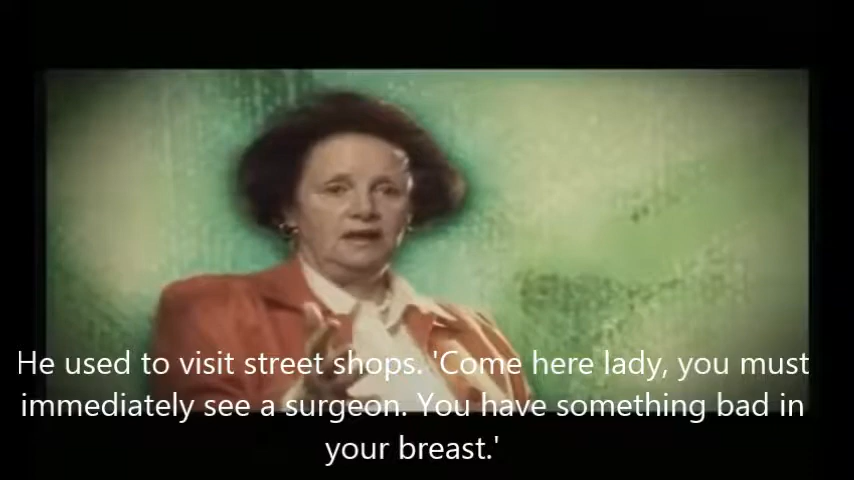 He used to visit street shops. 'Come here lady, you must
immediately see a surgeon. You have something bad in
your breast.'